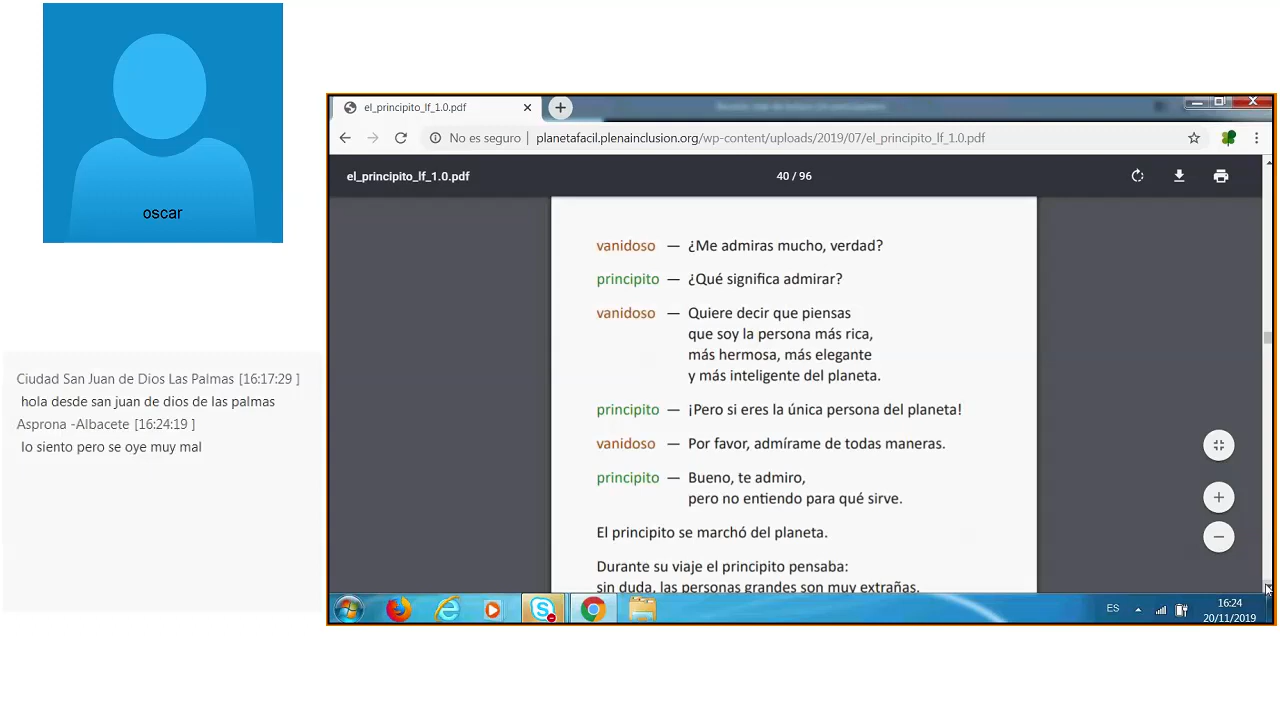 oscar
Ciudad San Juan de Dios Las Palmas [16:17:29 ]
hola desde san juan de dios de las palmas
Asprona -Albacete [16:24:19 ]
lo siento pero se oye muy mal
el_principito_lf_1.0.pdf
No es seguro planetafacil.plenainclusion.org/wp-content/uploads/2019/07/el_principito_lf_1.0.pdf
el_principito_lf_1.0.pdf 40 / 96
vanidoso — ¿Me admiras mucho, verdad?
principito — ¿Qué significa admirar?
vanidoso — Quiere decir que piensas
que soy la persona más rica,
más hermosa, más elegante
y más inteligente del planeta.
principito — ¡Pero si eres la única persona del planeta!
vanidoso — Por favor, admírame de todas maneras.
principito — Bueno, te admiro,
pero no entiendo para qué sirve.
El principito se marchó del planeta.
Durante su viaje el principito pensaba:
sin duda, las personas grandes son muy extrañas.
ES
16:24
20/11/2019